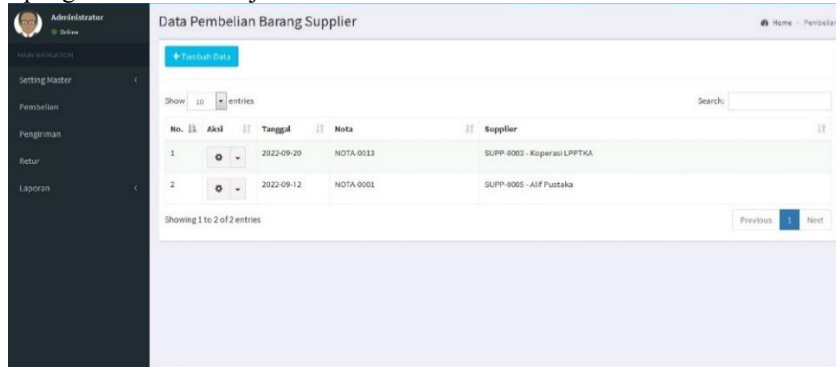 Administrator
Online
Data Pembelian Barang Supplier
Home - Pembelian
MAIN NAVIGATION
+ Tambah Data
Setting Master
Pembelian
Pengiriman
Retur
Laporan
Show 10 entries
Search:
No. Aksi Tanggal Nota Supplier
1 2022-09-20 NOTA-0013 SUPP-0003 - Koperasi LPPTKA
2 2022-09-12 NOTA-0001 SUPP-0005 - Alif Pustaka
Showing 1 to 2 of 2 entries
Previous 1 Next